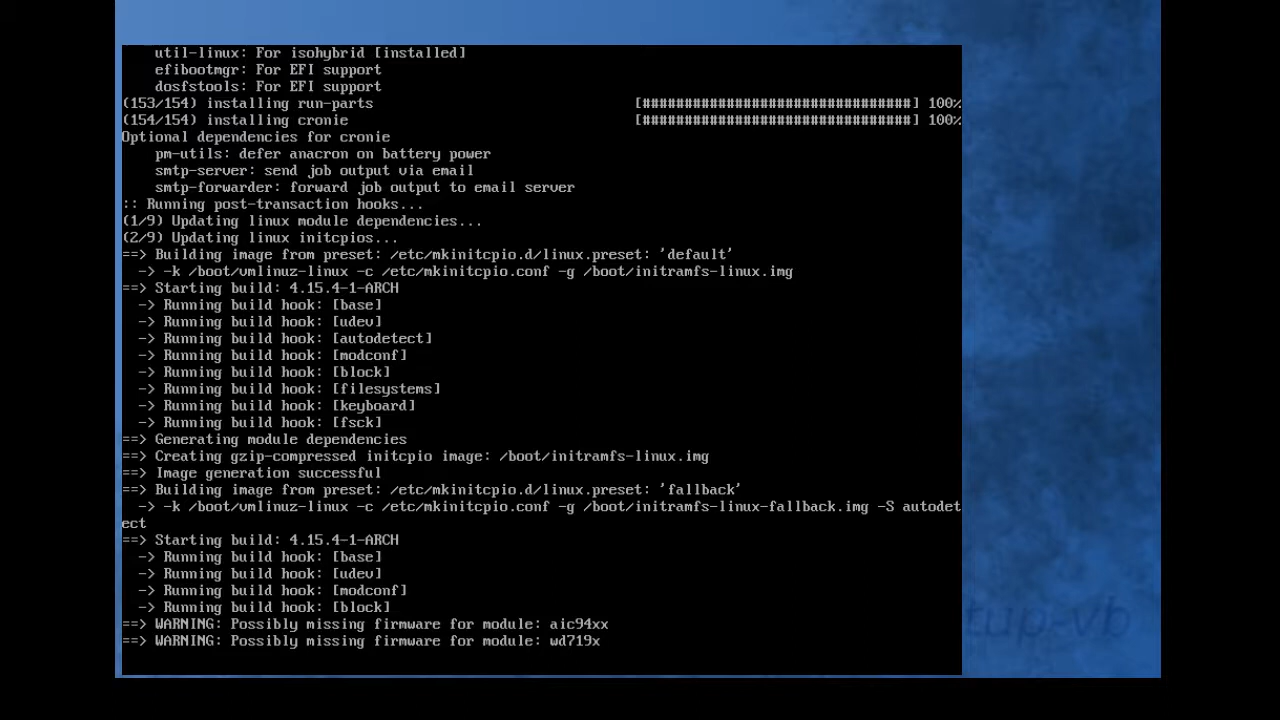 util-linux: For isohybrid [installed]
efibootmgr: For EFI support
dosfstools: For EFI support
(153/154) installing run-parts [################################] 100%
(154/154) installing cronie [################################] 100%
Optional dependencies for cronie
pm-utils: defer anacron on battery power
smtp-server: send job output via email
smtp-forwarder: forward job output to email server
:: Running post-transaction hooks...
(1/9) Updating linux module dependencies...
(2/9) Updating linux initcpios...
==> Building image from preset: /etc/mkinitcpio.d/linux.preset: 'default'
-> -k /boot/vmlinuz-linux -c /etc/mkinitcpio.conf -g /boot/initramfs-linux.img
==> Starting build: 4.15.4-1-ARCH
-> Running build hook: [base]
-> Running build hook: [udev]
-> Running build hook: [autodetect]
-> Running build hook: [modconf]
-> Running build hook: [block]
-> Running build hook: [filesystems]
-> Running build hook: [keyboard]
-> Running build hook: [fsck]
==> Generating module dependencies
==> Creating gzip-compressed initcpio image: /boot/initramfs-linux.img
==> Image generation successful
==> Building image from preset: /etc/mkinitcpio.d/linux.preset: 'fallback'
-> -k /boot/vmlinuz-linux -c /etc/mkinitcpio.conf -g /boot/initramfs-linux-fallback.img -S autodet
ect
==> Starting build: 4.15.4-1-ARCH
-> Running build hook: [base]
-> Running build hook: [udev]
-> Running build hook: [modconf]
-> Running build hook: [block]
==> WARNING: Possibly missing firmware for module: aic94xx
==> WARNING: Possibly missing firmware for module: wd719x
tup-vb